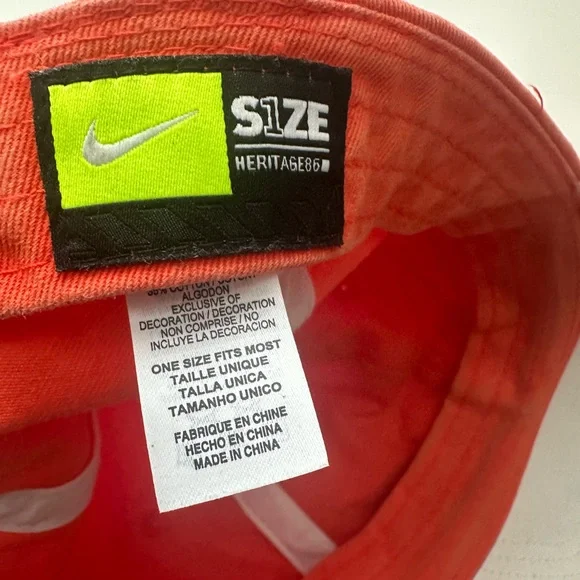 S1ZE
HERITAGE86
COTTON
ALGODON
EXCLUSIVE OF
DECORATION / DECORATION
NON COMPRISE / NO
INCLUYE LA DECORACION
ONE SIZE FITS MOST
TAILLE UNIQUE
TALLA UNICA
TAMANHO UNICO
FABRIQUE EN CHINE
HECHO EN CHINA
MADE IN CHINA